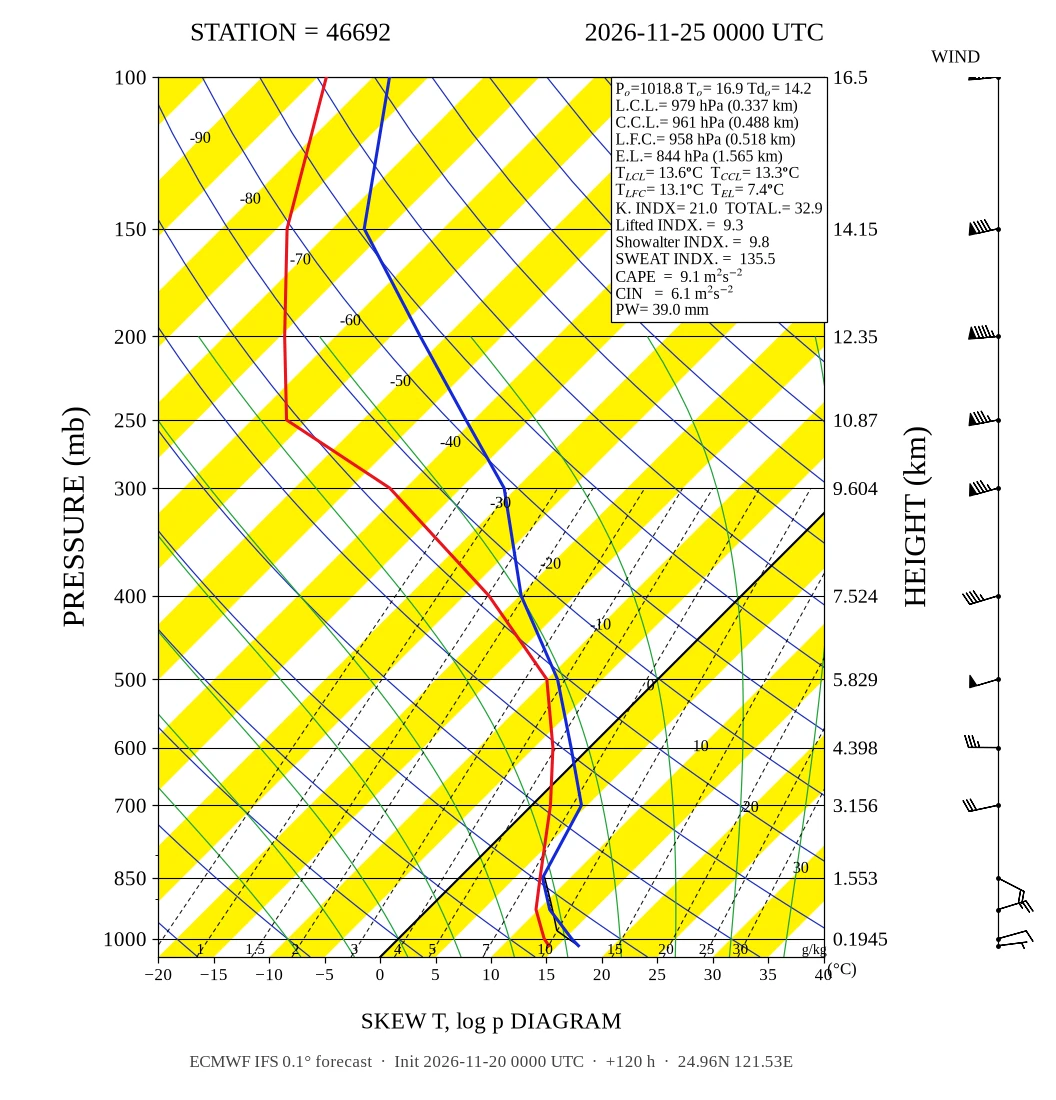 STATION = 46692 2026-11-25 0000 UTC
WIND
100 16.5
Pₒ=1018.8 Tₒ= 16.9 Tdₒ= 14.2
L.C.L.= 979 hPa (0.337 km)
C.C.L.= 961 hPa (0.488 km)
L.F.C.= 958 hPa (0.518 km)
E.L.= 844 hPa (1.565 km)
T_LCL= 13.6°C T_CCL= 13.3°C
T_LFC= 13.1°C T_EL= 7.4°C
K. INDX= 21.0 TOTAL.= 32.9
Lifted INDX. = 9.3
Showalter INDX. = 9.8
SWEAT INDX. = 135.5
CAPE = 9.1 m²s⁻²
CIN = 6.1 m²s⁻²
PW= 39.0 mm
-90
-80
150 14.15
-70
-60
200 12.35
-50
250 10.87
-40
300 9.604
-30
-20
400 7.524
-10
500 5.829
0
10
600 4.398
700 3.156
20
30
850 1.553
1000 0.1945
PRESSURE (mb)
HEIGHT (km)
1 1.5 2 3 4 5 7 10 15 20 25 30 g/kg
−20 −15 −10 −5 0 5 10 15 20 25 30 35 40 (°C)
SKEW T, log p DIAGRAM
ECMWF IFS 0.1° forecast · Init 2026-11-20 0000 UTC · +120 h · 24.96N 121.53E